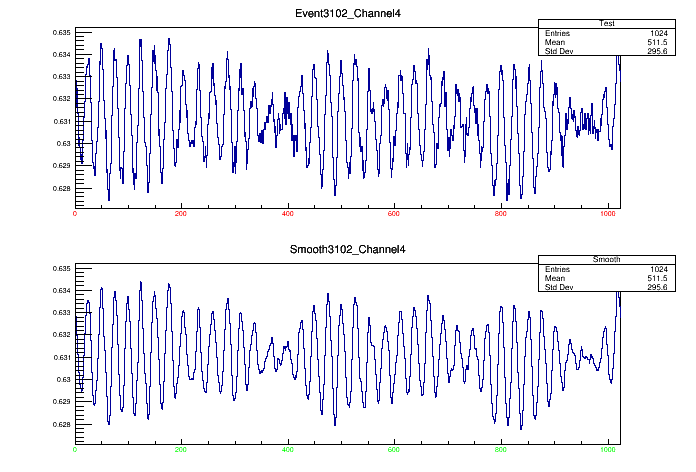 Event3102_Channel4
Test
Entries 1024
Mean 511.5
Std Dev 295.6
0.635
0.634
0.633
0.632
0.631
0.63
0.629
0.628
0 200 400 600 800 1000
Smooth3102_Channel4
Smooth
Entries 1024
Mean 511.5
Std Dev 295.6
0.635
0.634
0.633
0.632
0.631
0.63
0.629
0.628
0 200 400 600 800 1000